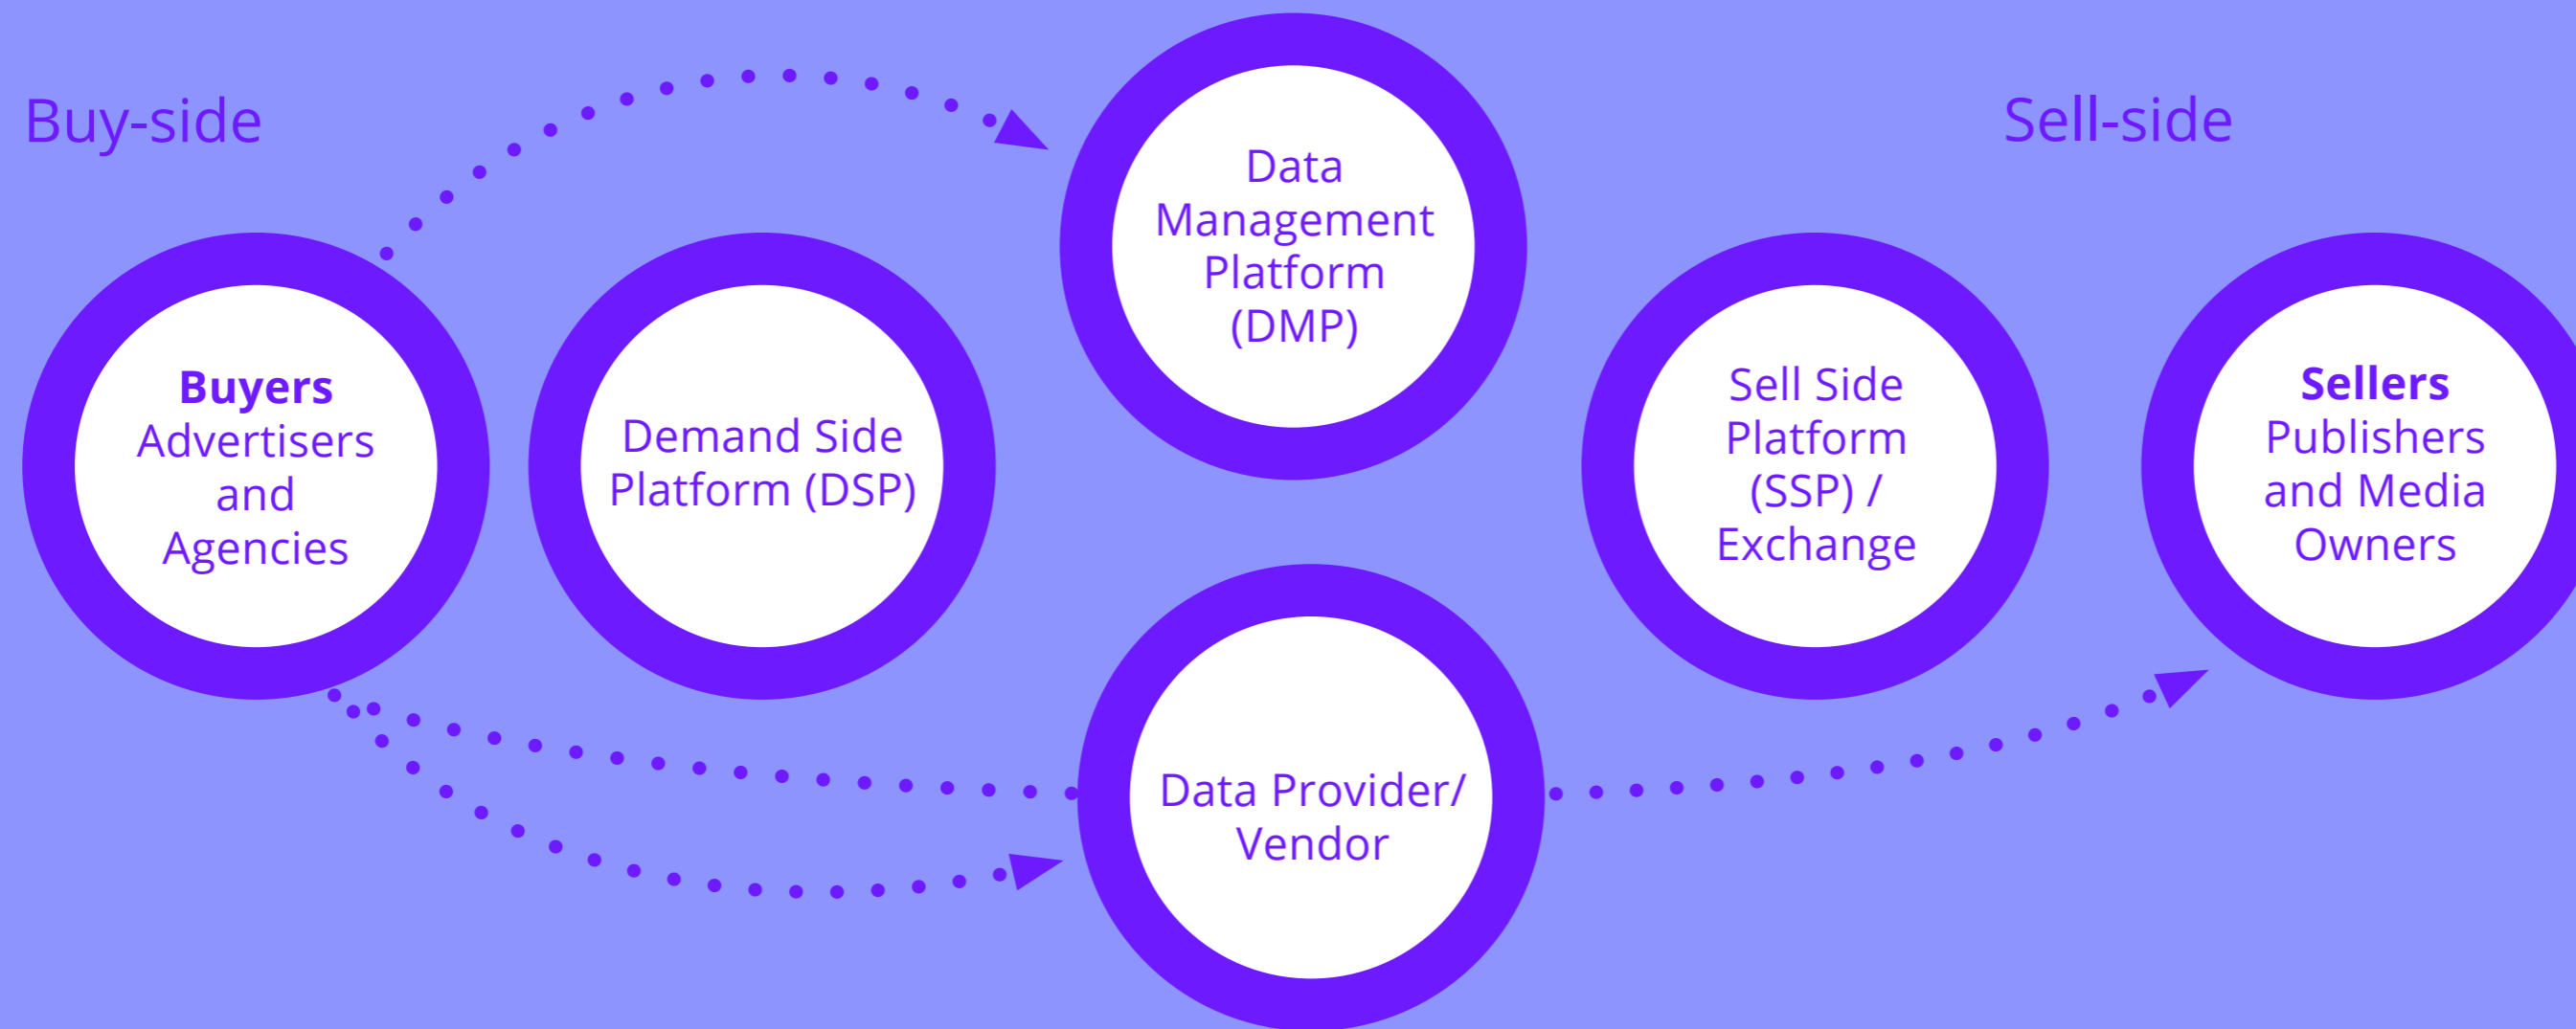 Buy-side
Sell-side
Data
Management
Platform
(DMP)
Buyers
Advertisers
and
Agencies
Demand Side
Platform (DSP)
Sell Side
Platform
(SSP) /
Exchange
Sellers
Publishers
and Media
Owners
Data Provider/
Vendor